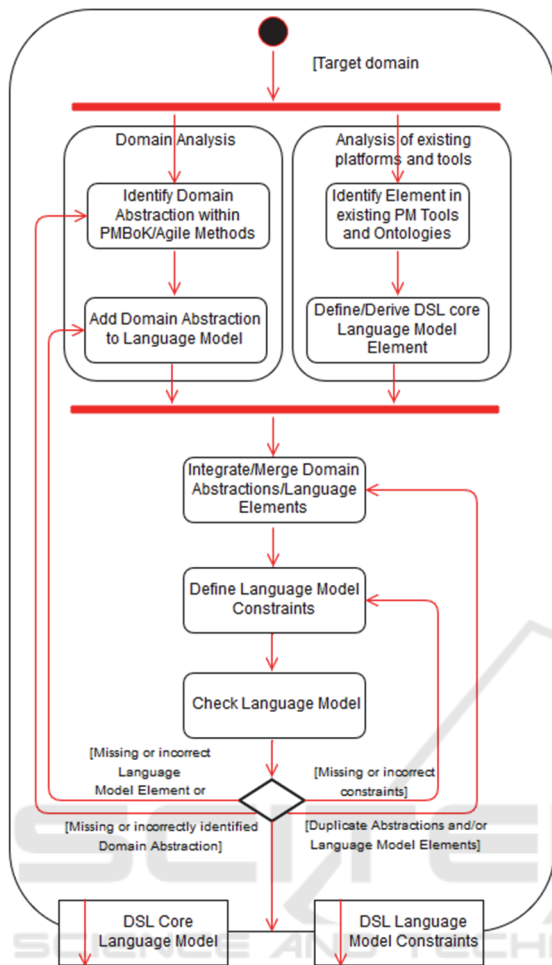 [Target domain
Domain Analysis
Analysis of existing
platforms and tools
Identify Domain
Abstraction within
PMBoK/Agile Methods
Identify Element in
existing PM Tools
and Ontologies
Add Domain Abstraction
to Language Model
Define/Derive DSL core
Language Model
Element
Integrate/Merge Domain
Abstractions/Language
Elements
Define Language Model
Constraints
Check Language Model
[Missing or incorrect
Language
Model Element or
[Missing or incorrect
constraints]
[Missing or incorrectly identified
Domain Abstraction]
[Duplicate Abstractions and/or
Language Model Elements]
DSL Core
Language Model
DSL Language
Model Constraints
SCITE
SCIENCE AND TECHN